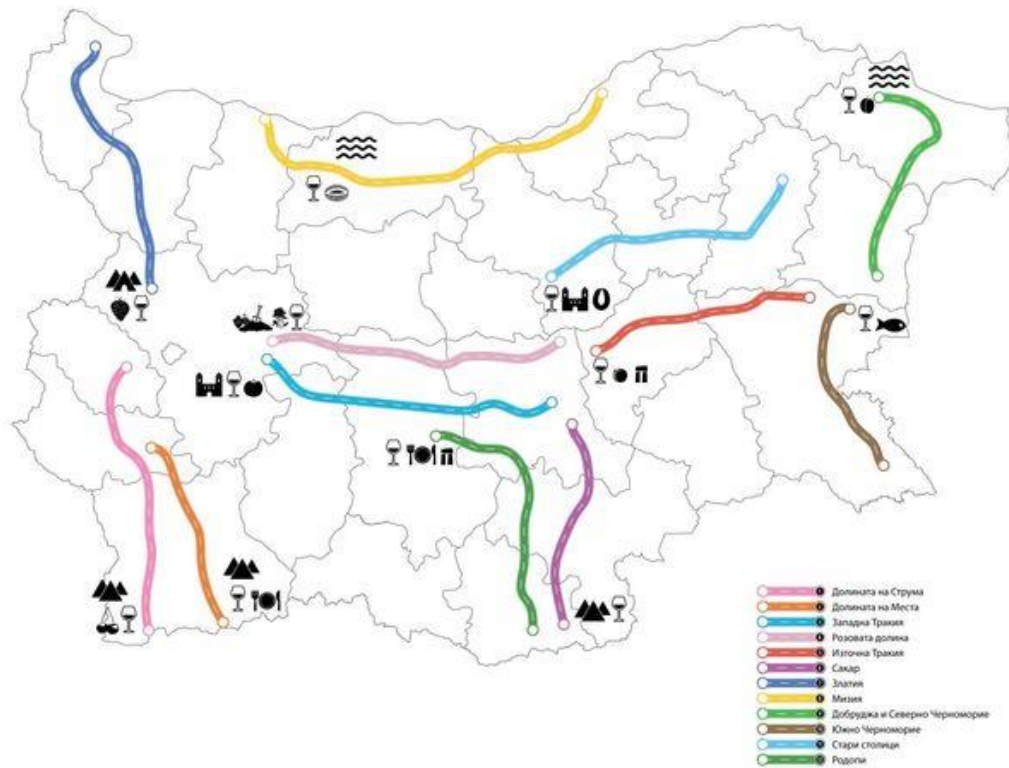 Долината на Струма
Долината на Места
Западна Тракия
Розовата долина
Източна Тракия
Сакар
Златия
Мизия
Добруджа и Северно Черноморие
Южно Черноморие
Стари столици
Родопи